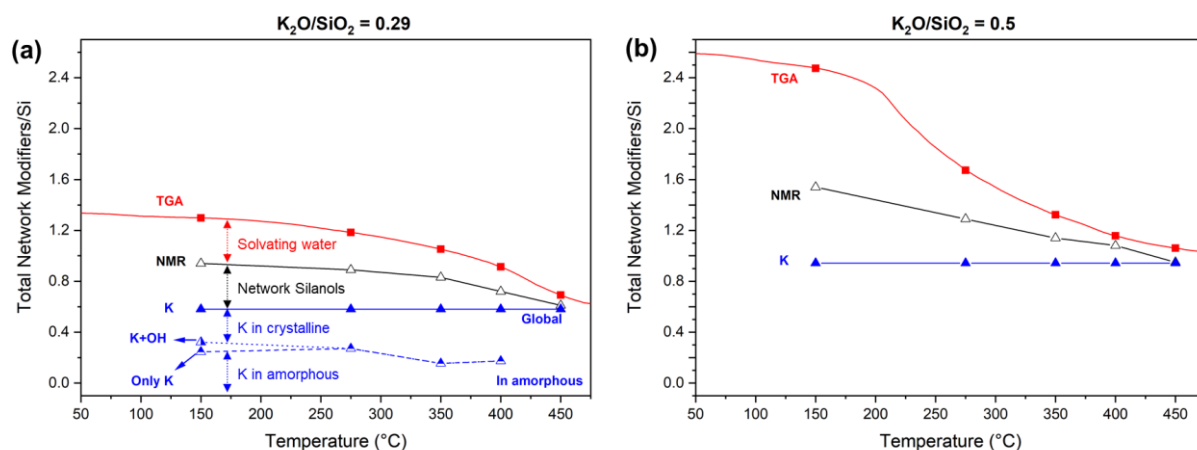 K₂O/SiO₂ = 0.29
(a)
Total Network Modifiers/Si
2.4
2.0
1.6
1.2
0.8
0.4
0.0
TGA
Solvating water
NMR
Network Silanols
K
Global
K in crystalline
K+OH
Only K
K in amorphous
In amorphous
50 100 150 200 250 300 350 400 450
Temperature (°C)
K₂O/SiO₂ = 0.5
(b)
Total Network Modifiers/Si
2.4
2.0
1.6
1.2
0.8
0.4
0.0
TGA
NMR
K
50 100 150 200 250 300 350 400 450
Temperature (°C)